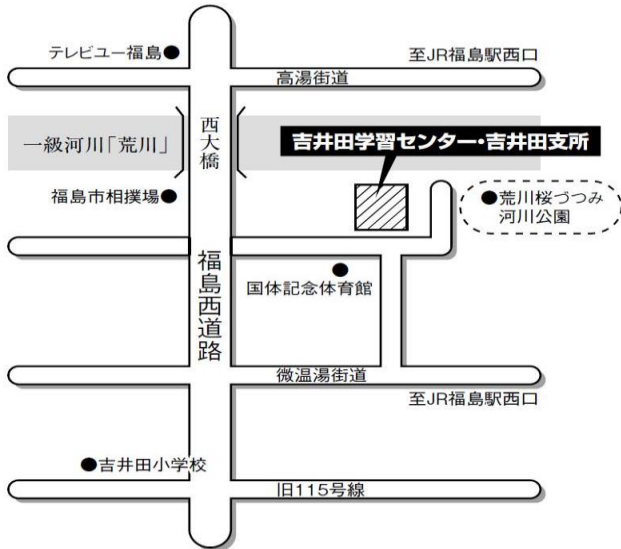 テレビユー福島●
至JR福島駅西口
高湯街道
一級河川「荒川」
西大橋
吉井田学習センター・吉井田支所
福島市相撲場●
●荒川桜づつみ
河川公園
福島西道路
国体記念体育館
微温湯街道
至JR福島駅西口
●吉井田小学校
旧115号線